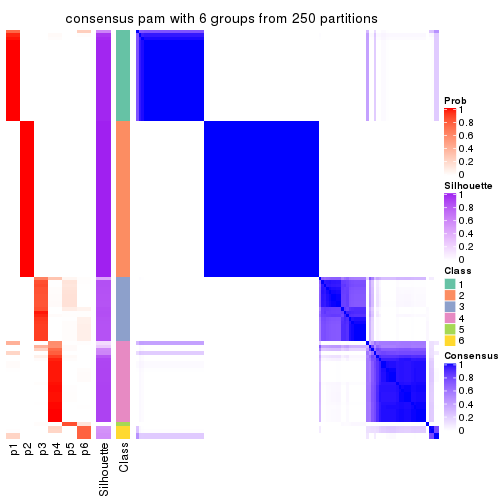 consensus pam with 6 groups from 250 partitions
Prob
1
0.8
0.6
0.4
0.2
0
Silhouette
1
0.8
0.6
0.4
0.2
0
Class
1
2
3
4
5
6
Consensus
1
0.8
0.6
0.4
0.2
0
p1
p2
p3
p4
p5
p6
Silhouette
Class